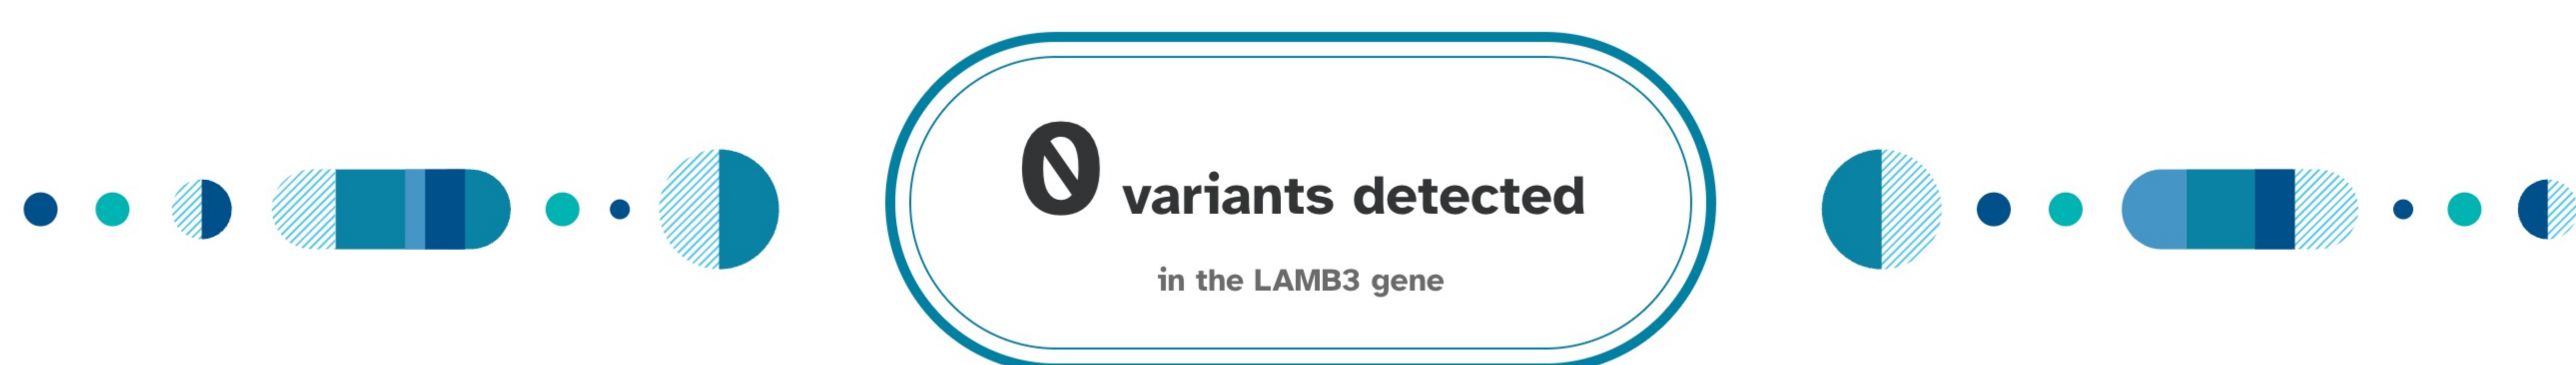 0 variants detected
in the LAMB3 gene